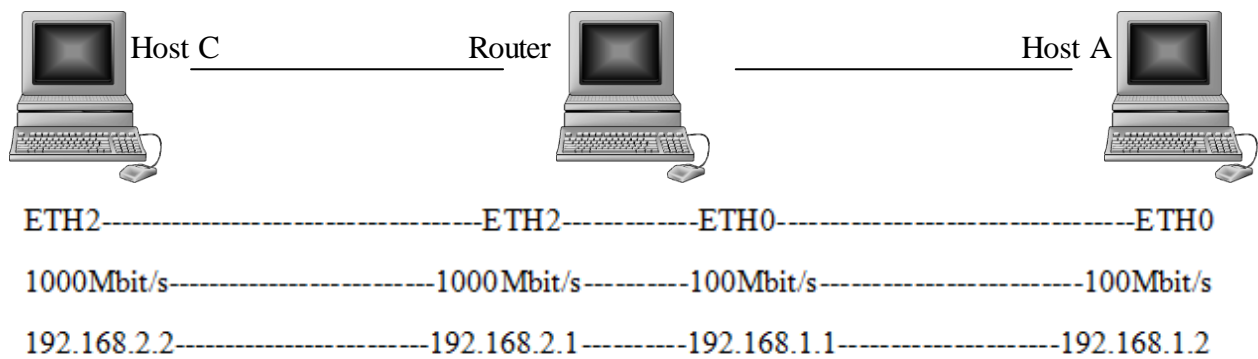 Host C Router Host A
ETH2-------------------------------------ETH2-------------ETH0------------------------------------ETH0
1000Mbit/s---------------------------1000Mbit/s----------100Mbit/s--------------------------100Mbit/s
192.168.2.2-------------------------192.168.2.1----------192.168.1.1----------------------192.168.1.2